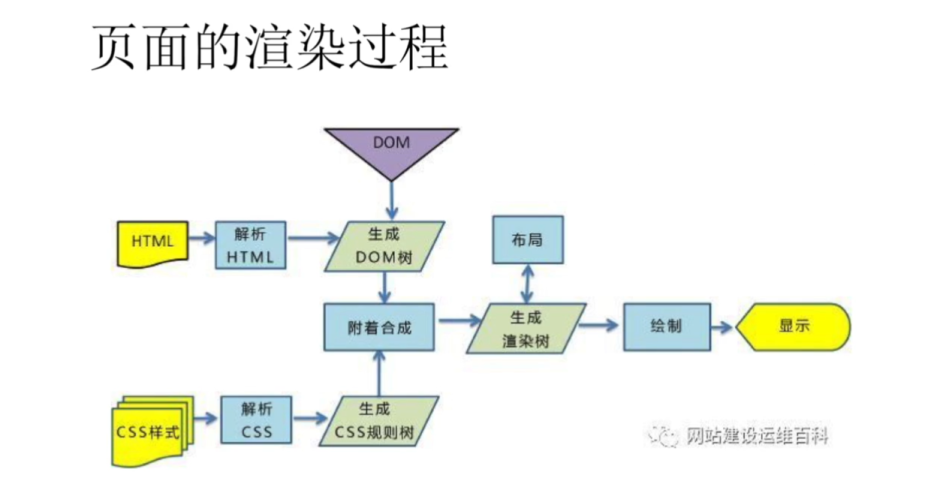 页面的渲染过程
DOM
HTML
解析
HTML
生成
DOM树
布局
附着合成
生成
渲染树
绘制
显示
CSS样式
解析
CSS
生成
CSS规则树
网站建设运维百科